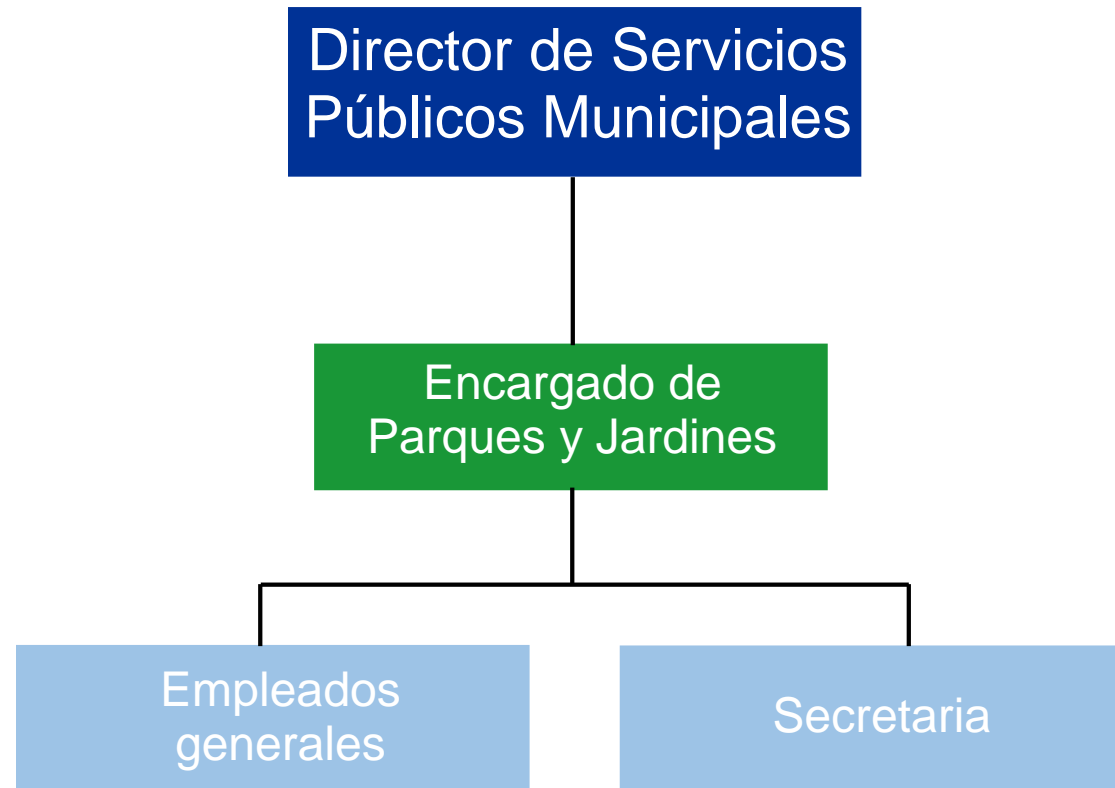 Director de Servicios
Públicos Municipales
Encargado de
Parques y Jardines
Empleados
generales
Secretaria